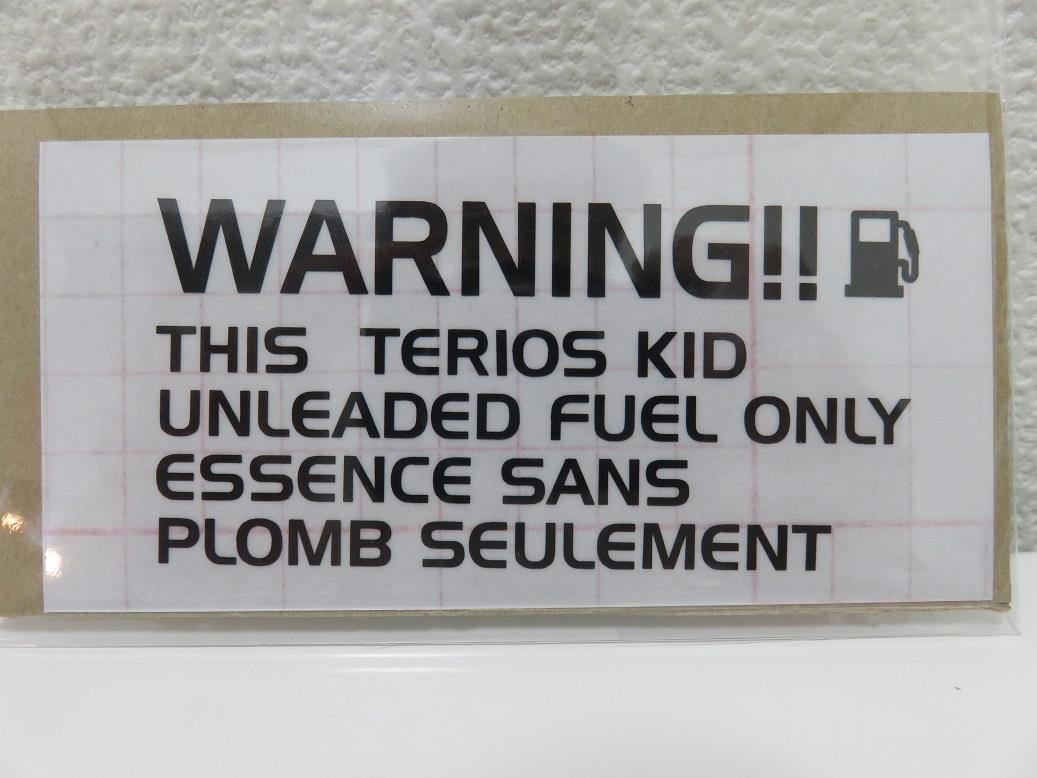 WARNING!!
THIS TERIOS KID
UNLEADED FUEL ONLY
ESSENCE SANS
PLOMB SEULEMENT